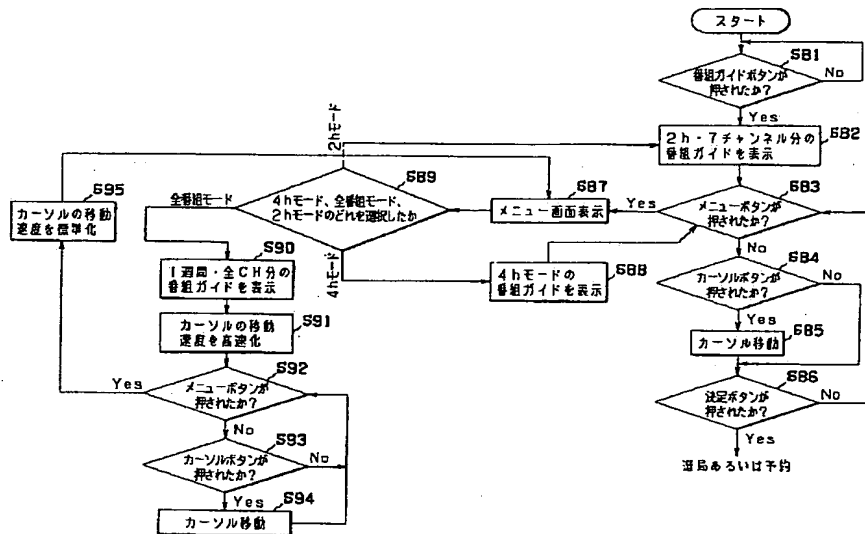 スタート
S81
番組ガイドボタンが
押されたか?
No
Yes
S82
2h・7チャンネル分の
番組ガイドを表示
S83
メニューボタンが
押されたか?
Yes
No
S84
カーソルボタンが
押されたか?
No
Yes
S85
カーソル移動
S86
決定ボタンが
押されたか?
No
Yes
選局あるいは予約
S87
メニュー画面表示
S88
4hモードの
番組ガイドを表示
S89
4hモード、全番組モード、
2hモードのどれを選択したか
2hモード
全番組モード
4hモード
S90
1週間・全CH分の
番組ガイドを表示
S91
カーソルの移動
速度を高速化
S92
メニューボタンが
押されたか?
Yes
No
S93
カーソルボタンが
押されたか?
No
Yes
S94
カーソル移動
S95
カーソルの移動
速度を標準化